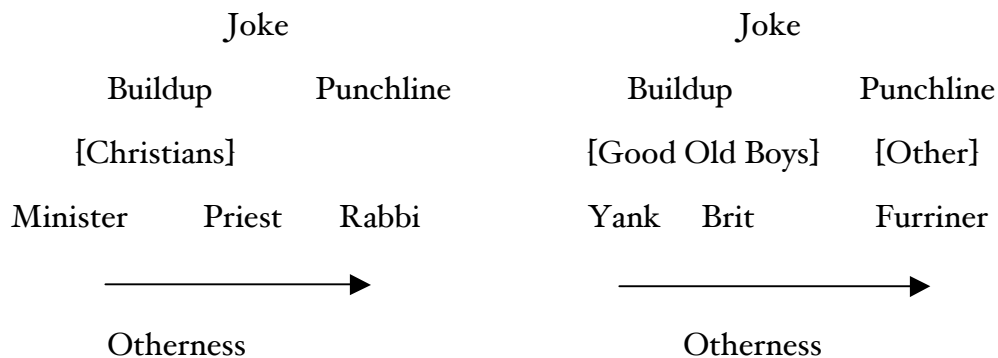 Joke Joke
Buildup Punchline Buildup Punchline
[Christians] [Good Old Boys] [Other]
Minister Priest Rabbi Yank Brit Furriner
Otherness Otherness